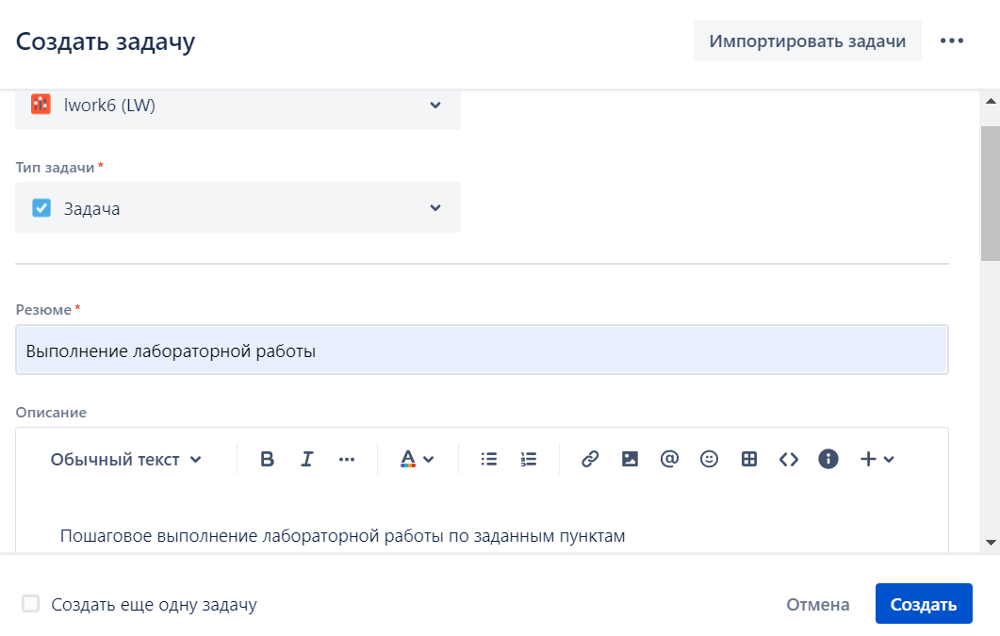 Создать задачу
Импортировать задачи
lwork6 (LW)
Тип задачи *
Задача
Резюме *
Выполнение лабораторной работы
Описание
Обычный текст B I A @
Пошаговое выполнение лабораторной работы по заданным пунктам
Создать еще одну задачу
Отмена
Создать